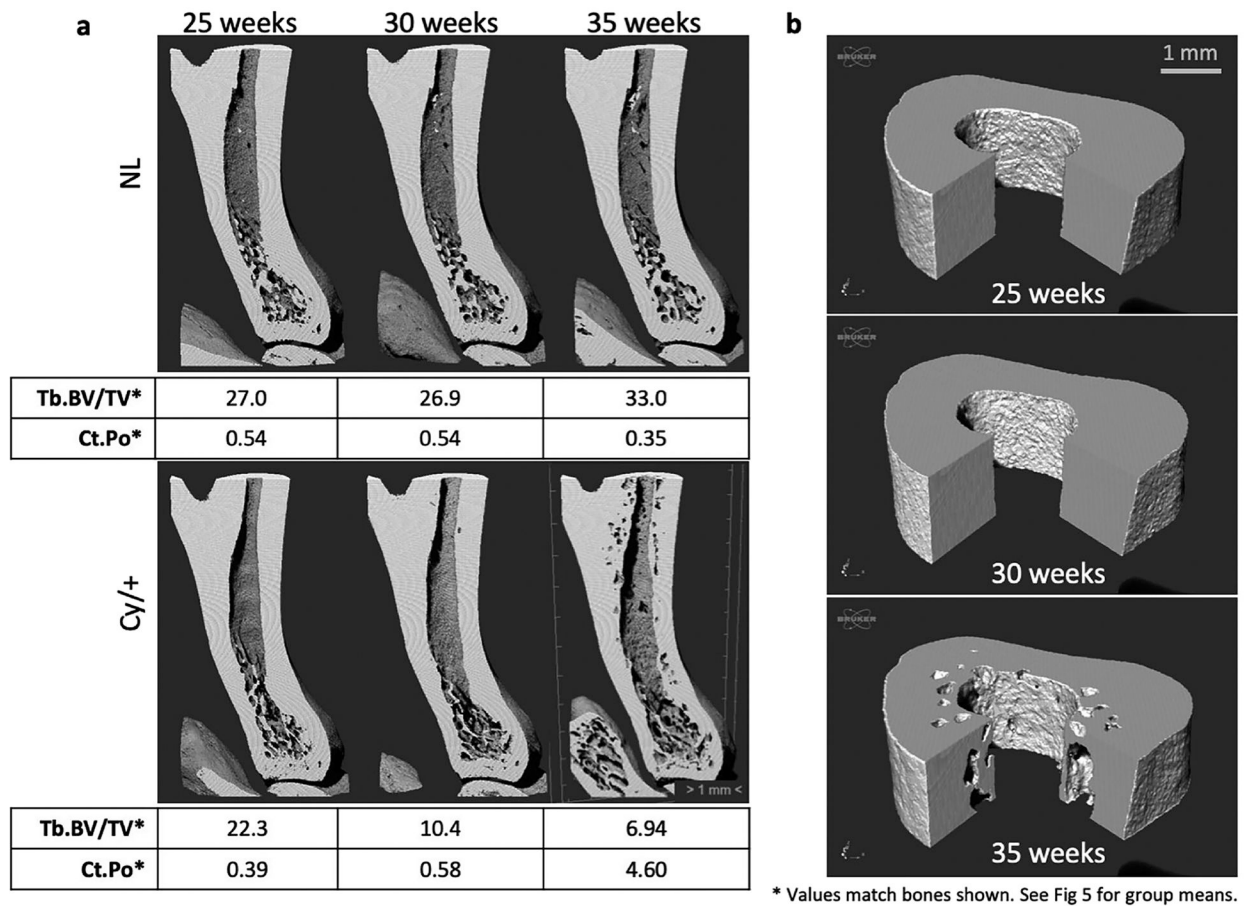 a
25 weeks 30 weeks 35 weeks
NL
Tb.BV/TV* 27.0 26.9 33.0
Ct.Po* 0.54 0.54 0.35
Cy/+
> 1 mm <
Tb.BV/TV* 22.3 10.4 6.94
Ct.Po* 0.39 0.58 4.60
b
BRUKER
1 mm
25 weeks
BRUKER
30 weeks
BRUKER
35 weeks
* Values match bones shown. See Fig 5 for group means.